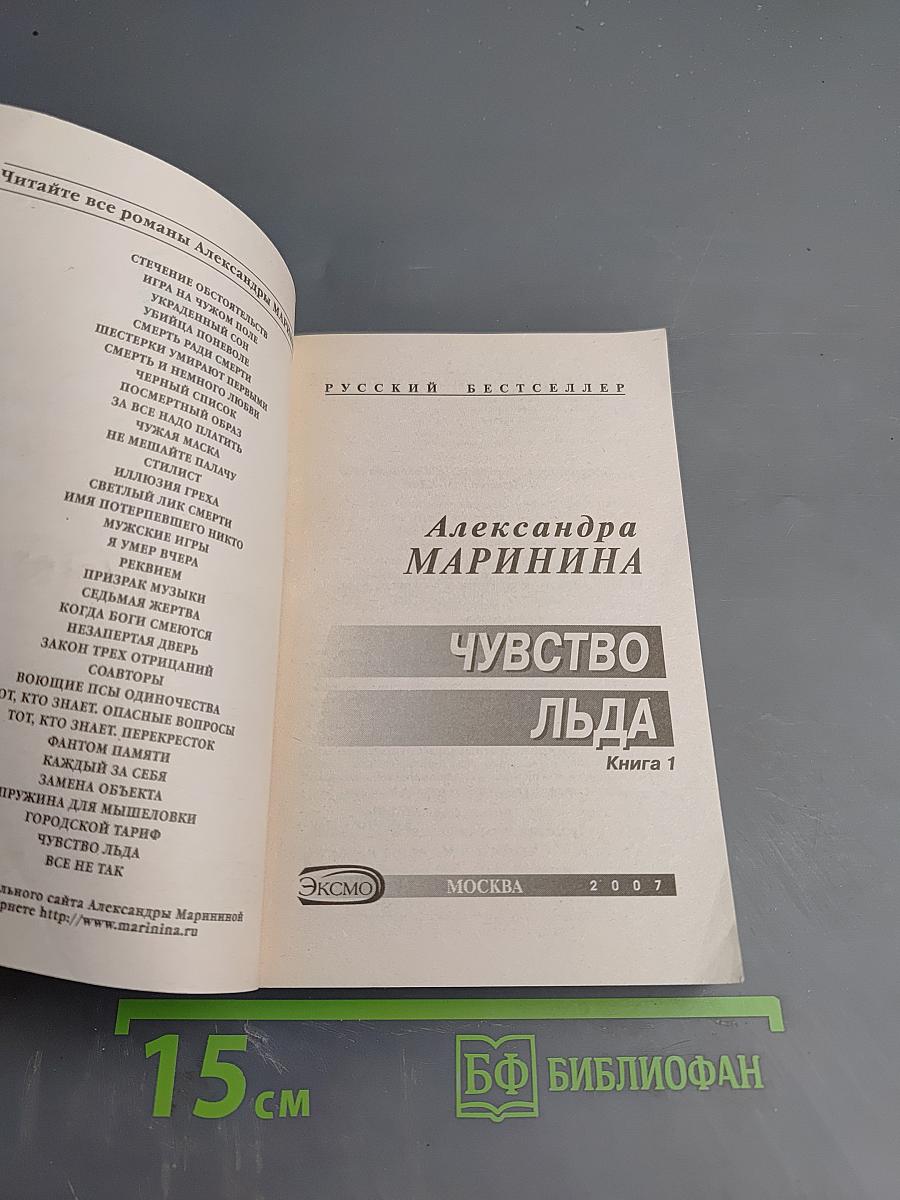 Читайте все романы Александры
СТЕЧЕНИЕ ОБСТОЯТЕЛЬСТВ
ИГРА НА ЧУЖОМ ПОЛЕ
УКРАДЕННЫЙ СОН
УБИЙЦА ПОНЕВОЛЕ
СМЕРТЬ РАДИ СМЕРТИ
ШЕСТЕРКИ УМИРАЮТ ПЕРВЫМИ
СМЕРТЬ И НЕМНОГО ЛЮБВИ
ЧЕРНЫЙ СПИСОК
ПОСМЕРТНЫЙ ОБРАЗ
ЗА ВСЕ НАДО ПЛАТИТЬ
ЧУЖАЯ МАСКА
НЕ МЕШАЙТЕ ПАЛАЧУ
СТИЛИСТ
ИЛЛЮЗИЯ ГРЕХА
СВЕТЛЫЙ ЛИК СМЕРТИ
ИМЯ ПОТЕРПЕВШЕГО НИКТО
МУЖСКИЕ ИГРЫ
Я УМЕР ВЧЕРА
РЕКВИЕМ
ПРИЗРАК МУЗЫКИ
СЕДЬМАЯ ЖЕРТВА
КОГДА БОГИ СМЕЮТСЯ
НЕЗАПЕРТАЯ ДВЕРЬ
ЗАКОН ТРЕХ ОТРИЦАНИЙ
СОАВТОРЫ
ВОЮЩИЕ ПСЫ ОДИНОЧЕСТВА
ОТ, КТО ЗНАЕТ. ОПАСНЫЕ ВОПРОСЫ
ТОТ, КТО ЗНАЕТ. ПЕРЕКРЕСТОК
ФАНТОМ ПАМЯТИ
КАЖДЫЙ ЗА СЕБЯ
ЗАМЕНА ОБЪЕКТА
ПРУЖИНА ДЛЯ МЫШЕЛОВКИ
ГОРОДСКОЙ ТАРИФ
ЧУВСТВО ЛЬДА
ВСЕ НЕ ТАК
льного сайта Александры Марининой
рнете http://www.marinina.ru
РУССКИЙ БЕСТСЕЛЛЕР
Александра
МАРИНИНА
ЧУВСТВО
ЛЬДА
Книга 1
ЭКСМО МОСКВА 2007
15 см
БФ БИБЛИОФАН